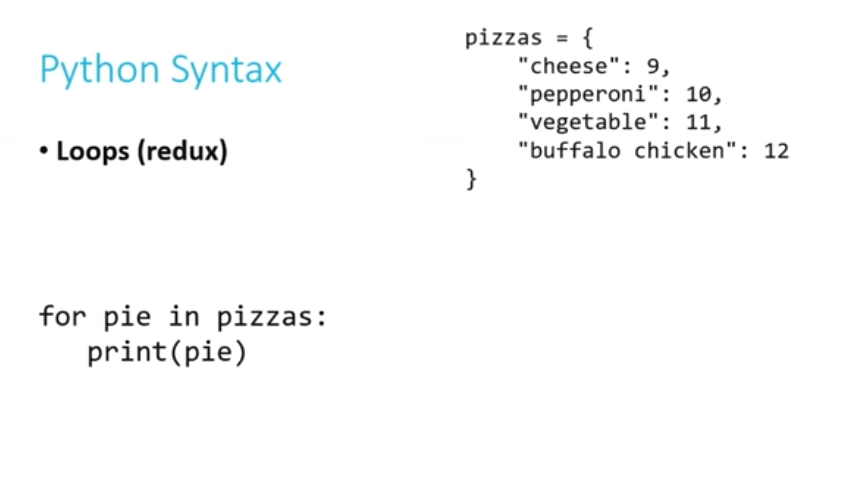 Python Syntax
• Loops (redux)
for pie in pizzas:
    print(pie)
pizzas = {
    "cheese": 9,
    "pepperoni": 10,
    "vegetable": 11,
    "buffalo chicken": 12
}